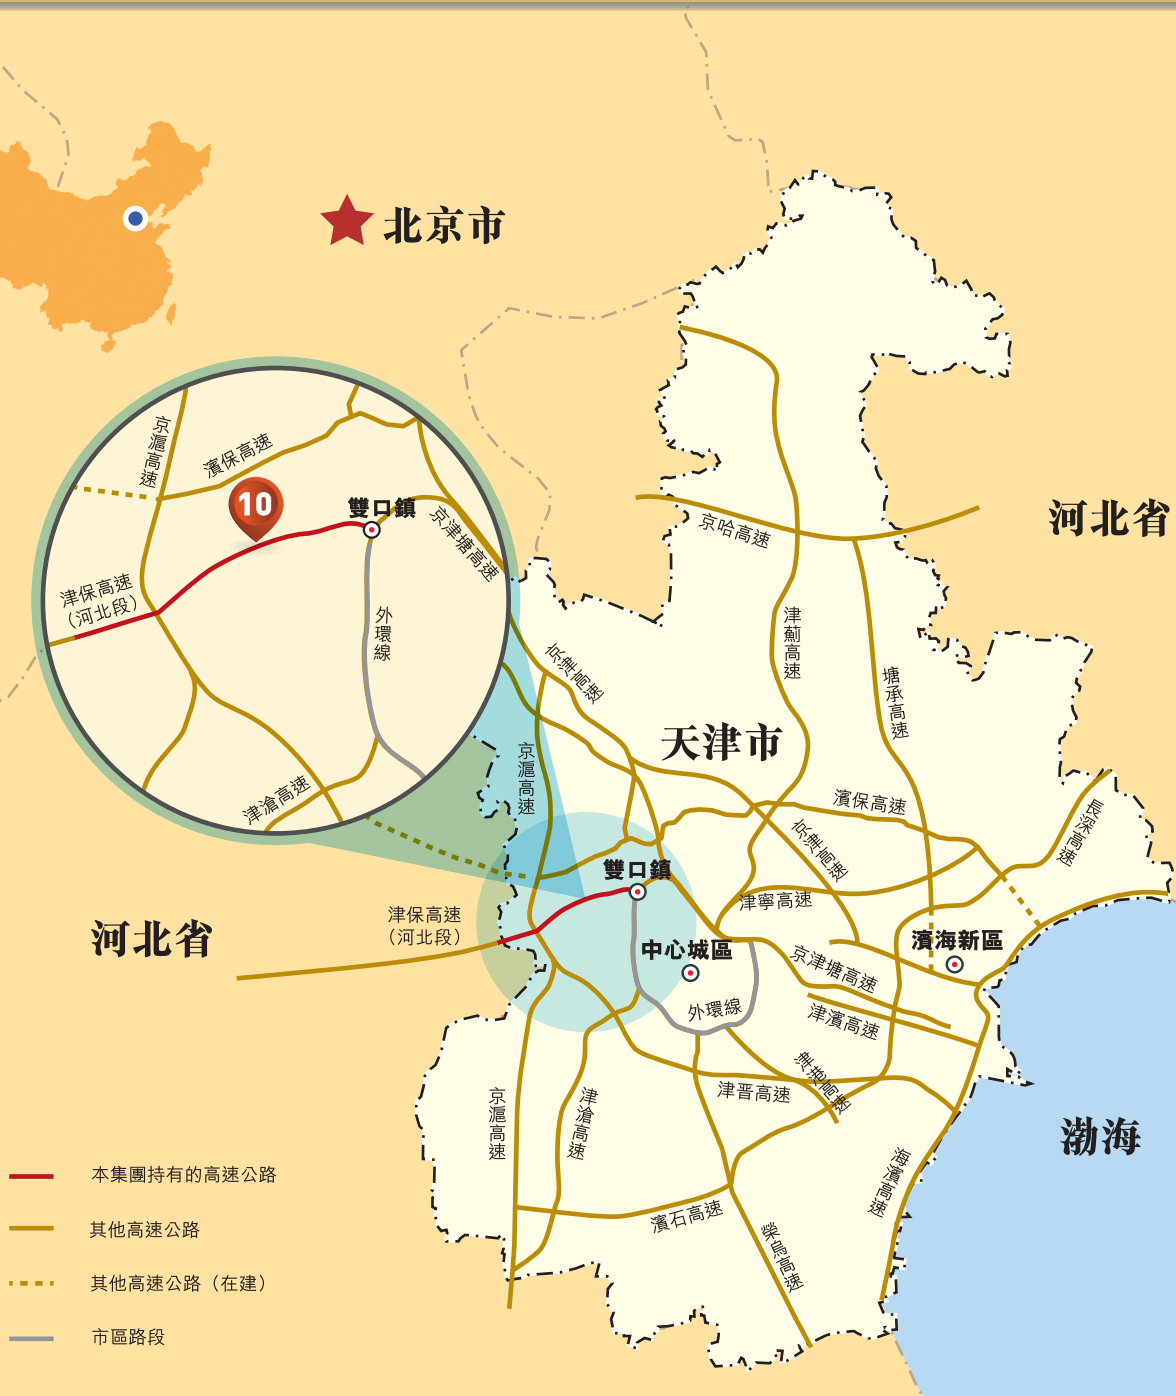 北京市
河北省
京滬高速
濱保高速
10
雙口鎮
京津塘高速
津保高速
（河北段）
外環線
津滄高速
京哈高速
津薊高速
塘承高速
京津高速
天津市
京滬高速
濱保高速
京津高速
長深高速
雙口鎮
津寧高速
津保高速
（河北段）
河北省
中心城區
濱海新區
京津塘高速
外環線
津濱高速
津港高速
津晋高速
京滬高速
津滄高速
渤海
海濱高速
濱石高速
榮烏高速
本集團持有的高速公路
其他高速公路
其他高速公路（在建）
市區路段